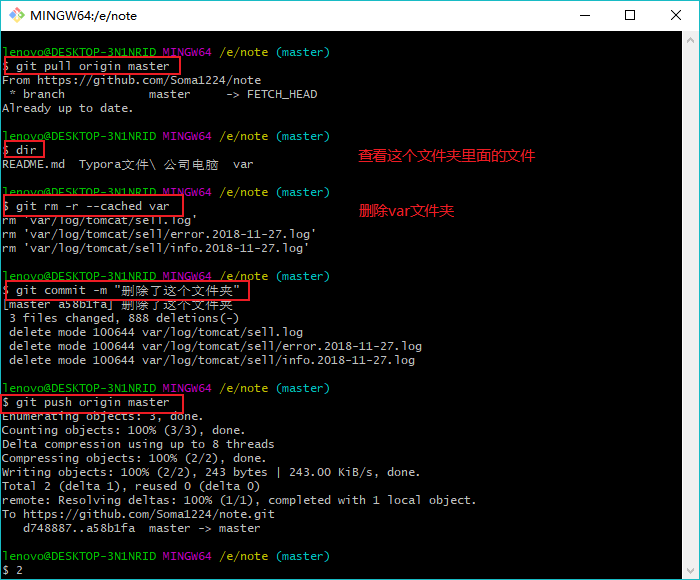 MINGW64:/e/note
lenovo@DESKTOP-3N1NRID MINGW64 /e/note (master)
$ git pull origin master
From https://github.com/Soma1224/note
 * branch            master     -> FETCH_HEAD
Already up to date.
lenovo@DESKTOP-3N1NRID MINGW64 /e/note (master)
$ dir
查看这个文件夹里面的文件
README.md  Typora文件\ 公司电脑  var
lenovo@DESKTOP-3N1NRID MINGW64 /e/note (master)
$ git rm -r --cached var
删除var文件夹
rm 'var/log/tomcat/sell.log'
rm 'var/log/tomcat/sell/error.2018-11-27.log'
rm 'var/log/tomcat/sell/info.2018-11-27.log'
lenovo@DESKTOP-3N1NRID MINGW64 /e/note (master)
$ git commit -m "删除了这个文件夹"
[master a58b1fa] 删除了这个文件夹
 3 files changed, 888 deletions(-)
 delete mode 100644 var/log/tomcat/sell.log
 delete mode 100644 var/log/tomcat/sell/error.2018-11-27.log
 delete mode 100644 var/log/tomcat/sell/info.2018-11-27.log
lenovo@DESKTOP-3N1NRID MINGW64 /e/note (master)
$ git push origin master
Enumerating objects: 3, done.
Counting objects: 100% (3/3), done.
Delta compression using up to 8 threads
Compressing objects: 100% (2/2), done.
Writing objects: 100% (2/2), 243 bytes | 243.00 KiB/s, done.
Total 2 (delta 1), reused 0 (delta 0)
remote: Resolving deltas: 100% (1/1), completed with 1 local object.
To https://github.com/Soma1224/note.git
   d748887..a58b1fa  master -> master
lenovo@DESKTOP-3N1NRID MINGW64 /e/note (master)
$ 2